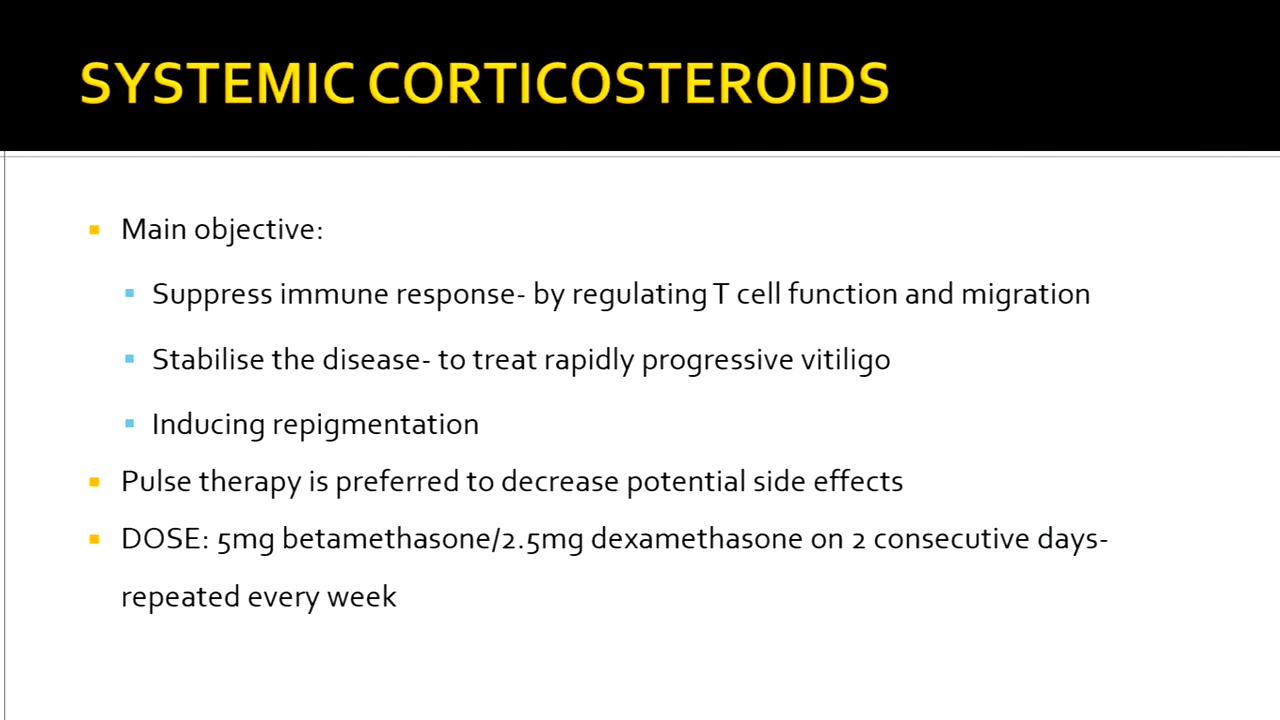 SYSTEMIC CORTICOSTEROIDS
Main objective:
Suppress immune response- by regulating T cell function and migration
Stabilise the disease- to treat rapidly progressive vitiligo
Inducing repigmentation
Pulse therapy is preferred to decrease potential side effects
DOSE: 5mg betamethasone/2.5mg dexamethasone on 2 consecutive days-
repeated every week